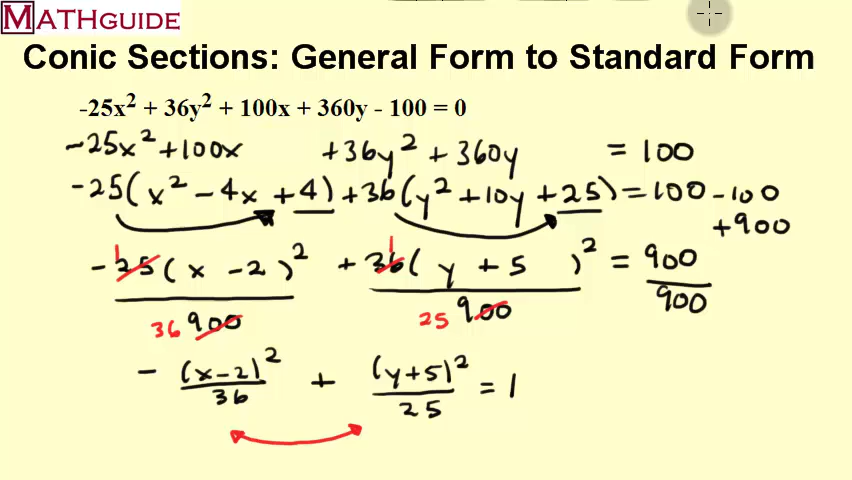 MATHGUIDE
Conic Sections: General Form to Standard Form
-25x² + 36y² + 100x + 360y - 100 = 0
-25x² + 100x +36y² + 360y = 100
-25(x² - 4x + 4) + 36(y² + 10y + 25) = 100 - 100
+ 900
1 1
- 25(x - 2)² + 36(y + 5)² = 900
36 900 25 900 900
- (x-2)² + (y+5)² = 1
36 25